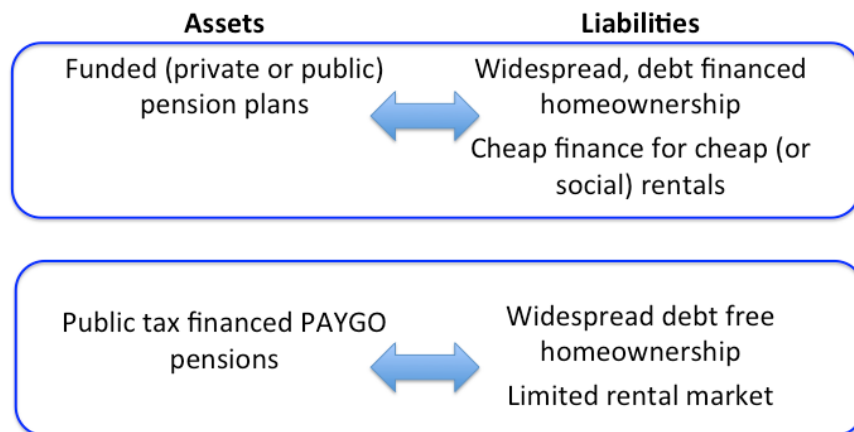 Assets
Liabilities
Funded (private or public)
pension plans
Widespread, debt financed
homeownership
Cheap finance for cheap (or
social) rentals
Public tax financed PAYGO
pensions
Widespread debt free
homeownership
Limited rental market